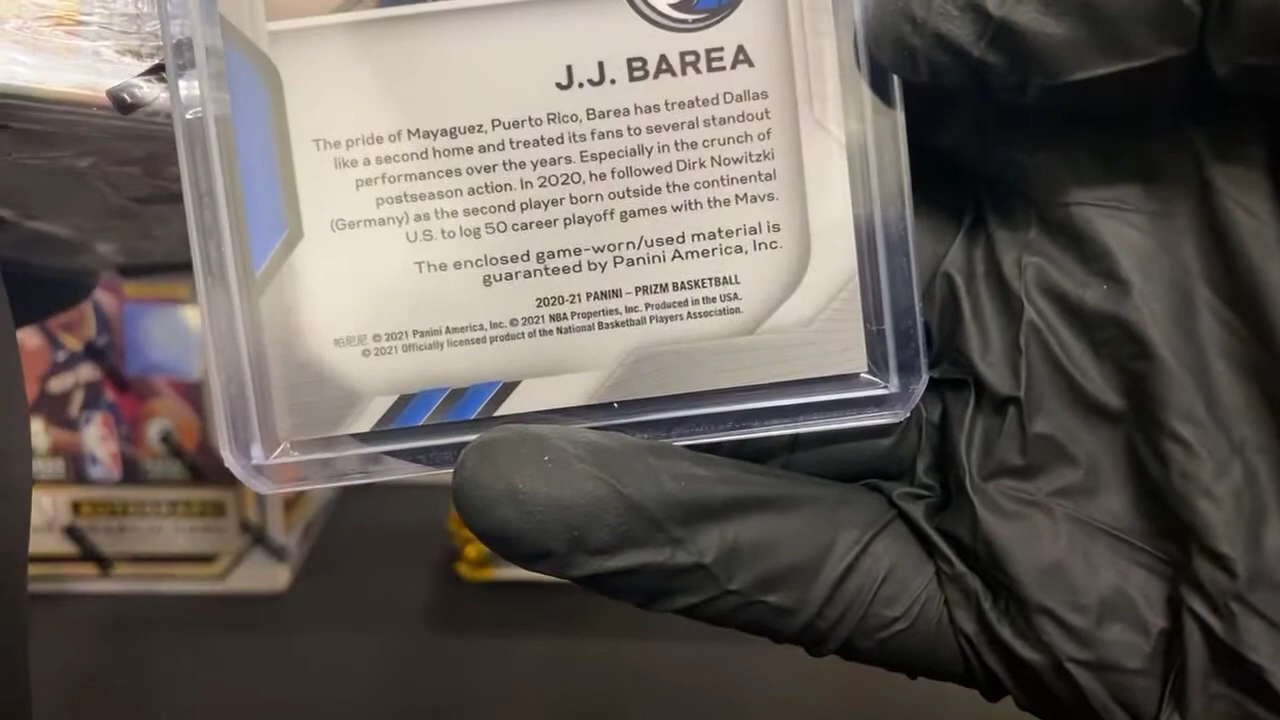 J.J. BAREA
The pride of Mayaguez, Puerto Rico, Barea has treated Dallas
like a second home and treated its fans to several standout
performances over the years. Especially in the crunch of
postseason action. In 2020, he followed Dirk Nowitzki
(Germany) as the second player born outside the continental
U.S. to log 50 career playoff games with the Mavs.
The enclosed game-worn/used material is
guaranteed by Panini America, Inc.
2020-21 PANINI – PRIZM BASKETBALL
帕尼尼 © 2021 Panini America, Inc. © 2021 NBA Properties, Inc. Produced in the USA.
© 2021 Officially licensed product of the National Basketball Players Association.
AUTOGRAPH